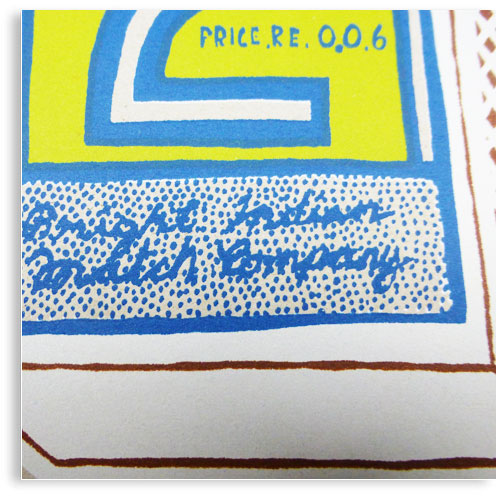 PRICE.RE. 0.0.6
Bright Indian
Match Company